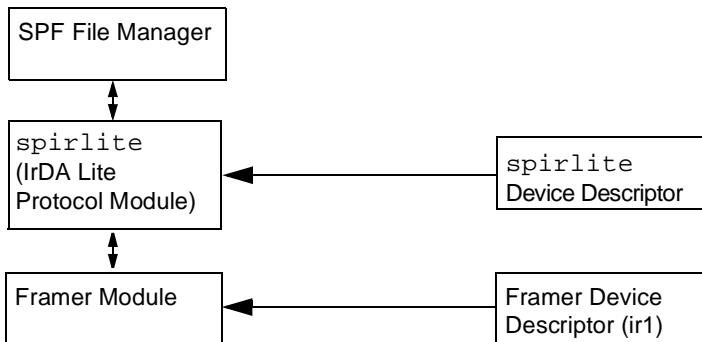 SPF File Manager
spirlite
(IrDA Lite
Protocol Module)
spirlite
Device Descriptor
Framer Module
Framer Device
Descriptor (ir1)